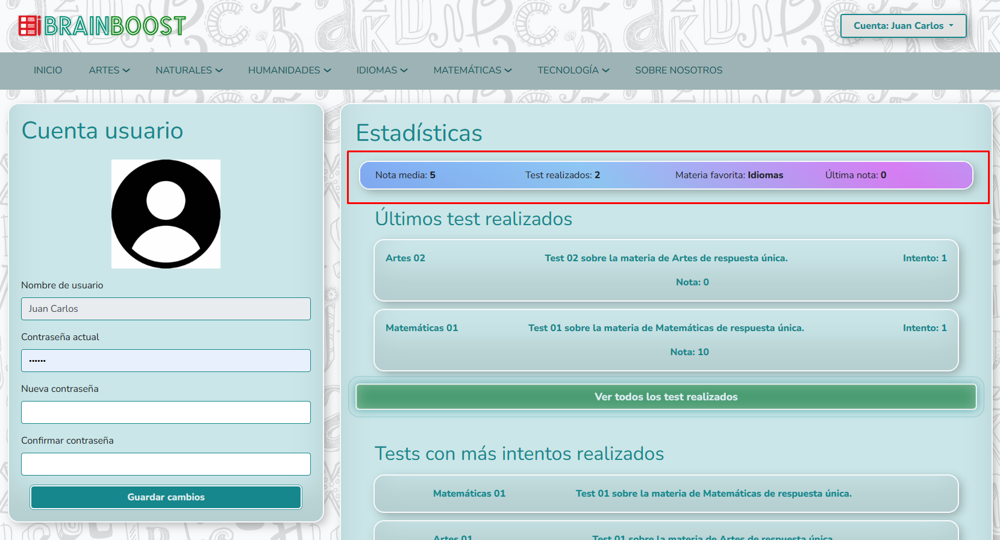 BRAINBOOST
Cuenta: Juan Carlos
INICIO ARTES NATURALES HUMANIDADES IDIOMAS MATEMÁTICAS TECNOLOGÍA SOBRE NOSOTROS
Cuenta usuario
Nombre de usuario
Juan Carlos
Contraseña actual
••••••
Nueva contraseña
Confirmar contraseña
Guardar cambios
Estadísticas
Nota media: 5 Test realizados: 2 Materia favorita: Idiomas Última nota: 0
Últimos test realizados
Artes 02 Test 02 sobre la materia de Artes de respuesta única. Intento: 1
Nota: 0
Matemáticas 01 Test 01 sobre la materia de Matemáticas de respuesta única. Intento: 1
Nota: 10
Ver todos los test realizados
Tests con más intentos realizados
Matemáticas 01 Test 01 sobre la materia de Matemáticas de respuesta única.
Artes 01 Test 01 sobre la materia de Artes de respuesta única.